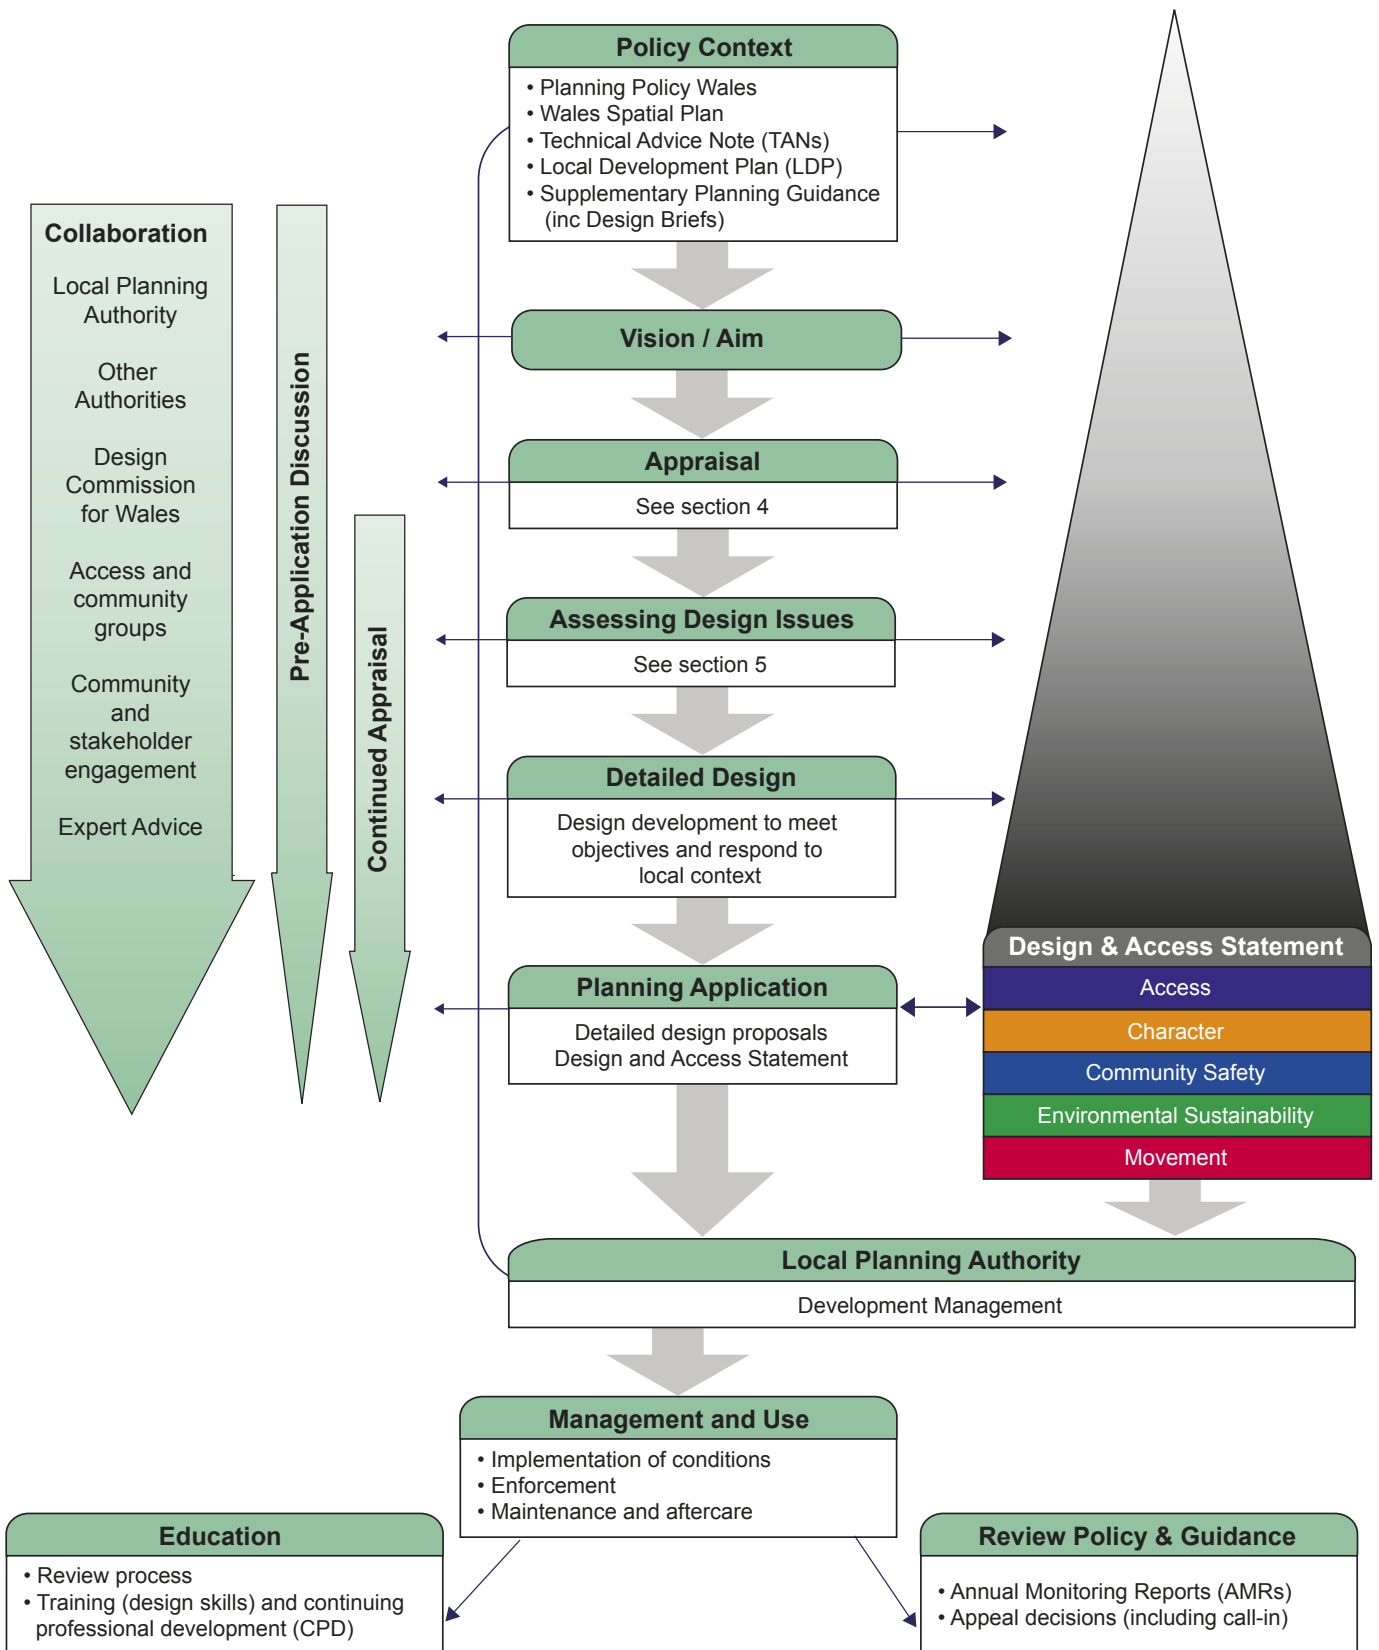 Policy Context
• Planning Policy Wales
• Wales Spatial Plan
• Technical Advice Note (TANs)
• Local Development Plan (LDP)
• Supplementary Planning Guidance
(inc Design Briefs)
Collaboration
Local Planning
Authority
Other
Authorities
Design
Commission
for Wales
Access and
community
groups
Community
and
stakeholder
engagement
Expert Advice
Pre-Application Discussion
Continued Appraisal
Vision / Aim
Appraisal
See section 4
Assessing Design Issues
See section 5
Detailed Design
Design development to meet
objectives and respond to
local context
Planning Application
Detailed design proposals
Design and Access Statement
Design & Access Statement
Access
Character
Community Safety
Environmental Sustainability
Movement
Local Planning Authority
Development Management
Management and Use
• Implementation of conditions
• Enforcement
• Maintenance and aftercare
Education
• Review process
• Training (design skills) and continuing
professional development (CPD)
Review Policy & Guidance
• Annual Monitoring Reports (AMRs)
• Appeal decisions (including call-in)